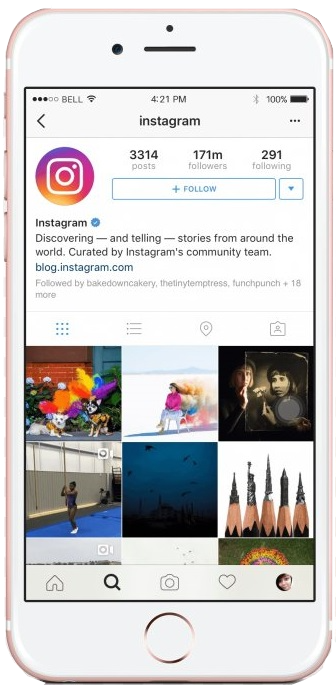 BELL 4:21 PM 100%
instagram
3314 171m 291
posts followers following
+ FOLLOW
Instagram
Discovering — and telling — stories from around the
world. Curated by Instagram's community team.
blog.instagram.com
Followed by bakedowncakery, thetinytemptress, funchpunch + 18
more